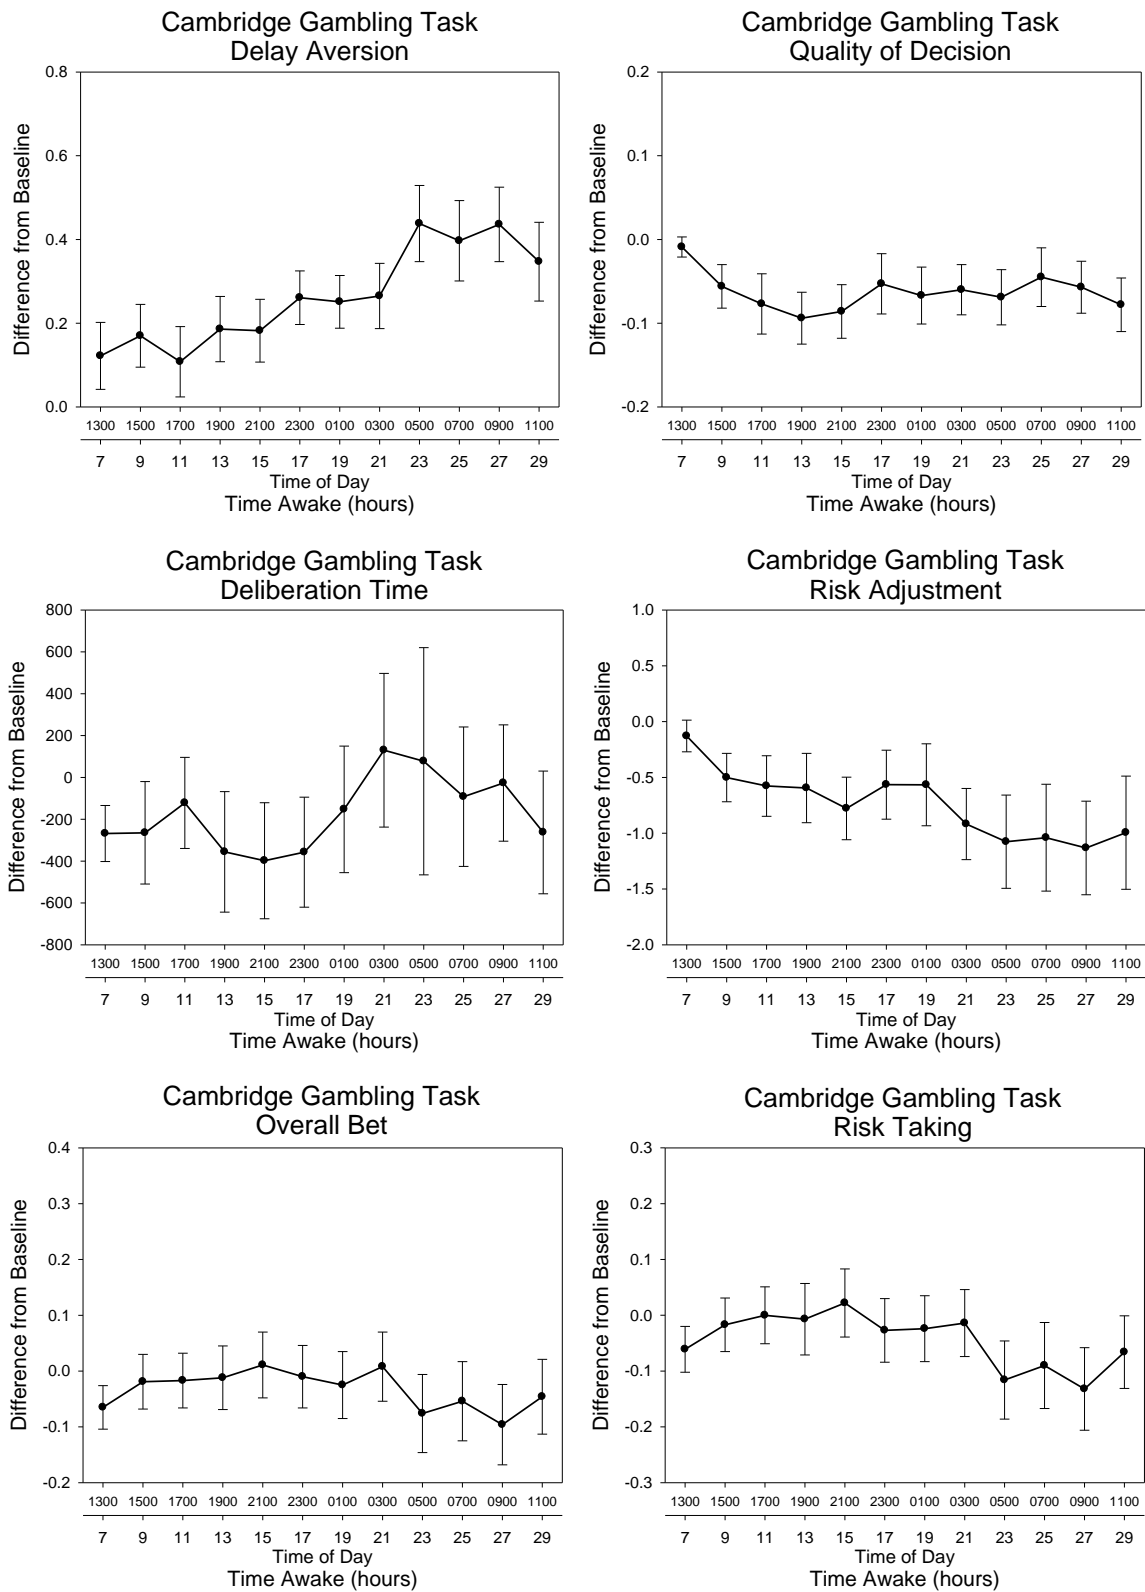 Cambridge Gambling Task
Delay Aversion
Difference from Baseline
0.8
0.6
0.4
0.2
0.0
1300 1500 1700 1900 2100 2300 0100 0300 0500 0700 0900 1100
7 9 11 13 15 17 19 21 23 25 27 29
Time of Day
Time Awake (hours)
Cambridge Gambling Task
Quality of Decision
Difference from Baseline
0.2
0.1
0.0
-0.1
-0.2
1300 1500 1700 1900 2100 2300 0100 0300 0500 0700 0900 1100
7 9 11 13 15 17 19 21 23 25 27 29
Time of Day
Time Awake (hours)
Cambridge Gambling Task
Deliberation Time
Difference from Baseline
800
600
400
200
0
-200
-400
-600
-800
1300 1500 1700 1900 2100 2300 0100 0300 0500 0700 0900 1100
7 9 11 13 15 17 19 21 23 25 27 29
Time of Day
Time Awake (hours)
Cambridge Gambling Task
Risk Adjustment
Difference from Baseline
1.0
0.5
0.0
-0.5
-1.0
-1.5
-2.0
1300 1500 1700 1900 2100 2300 0100 0300 0500 0700 0900 1100
7 9 11 13 15 17 19 21 23 25 27 29
Time of Day
Time Awake (hours)
Cambridge Gambling Task
Overall Bet
Difference from Baseline
0.4
0.3
0.2
0.1
0.0
-0.1
-0.2
1300 1500 1700 1900 2100 2300 0100 0300 0500 0700 0900 1100
7 9 11 13 15 17 19 21 23 25 27 29
Time of Day
Time Awake (hours)
Cambridge Gambling Task
Risk Taking
Difference from Baseline
0.3
0.2
0.1
0.0
-0.1
-0.2
-0.3
1300 1500 1700 1900 2100 2300 0100 0300 0500 0700 0900 1100
7 9 11 13 15 17 19 21 23 25 27 29
Time of Day
Time Awake (hours)